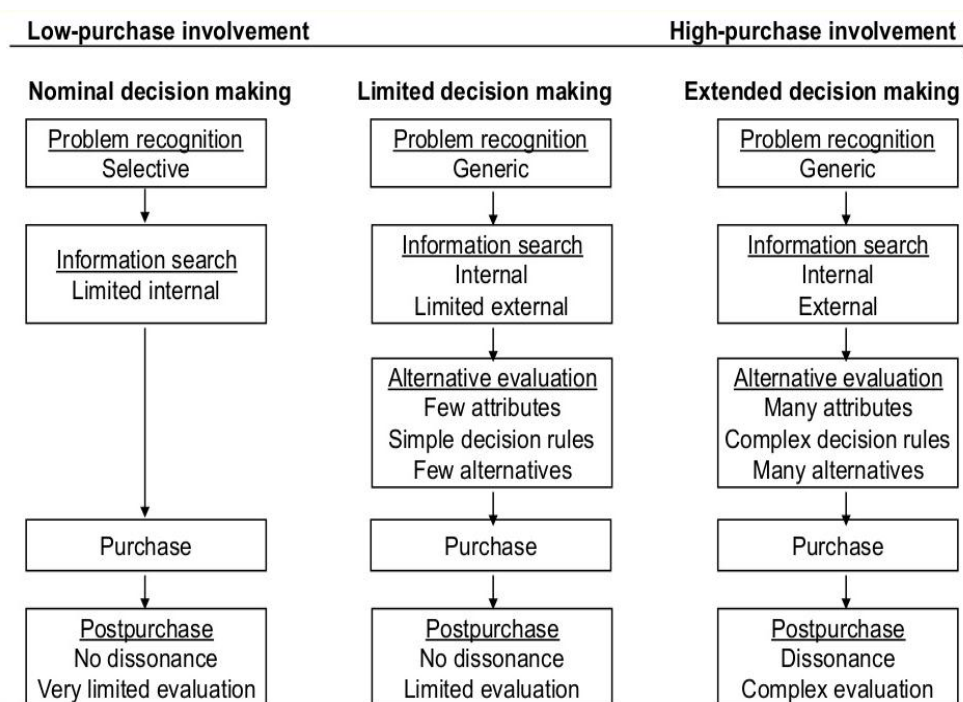 Low-purchase involvement
High-purchase involvement
Nominal decision making
Limited decision making
Extended decision making
Problem recognition
Selective
Problem recognition
Generic
Problem recognition
Generic
Information search
Limited internal
Information search
Internal
Limited external
Information search
Internal
External
Alternative evaluation
Few attributes
Simple decision rules
Few alternatives
Alternative evaluation
Many attributes
Complex decision rules
Many alternatives
Purchase
Purchase
Purchase
Postpurchase
No dissonance
Very limited evaluation
Postpurchase
No dissonance
Limited evaluation
Postpurchase
Dissonance
Complex evaluation